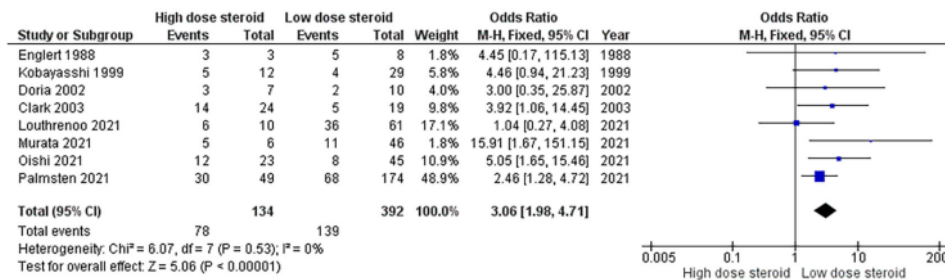 High dose steroid Low dose steroid Odds Ratio Odds Ratio
Study or Subgroup Events Total Events Total Weight M-H, Fixed, 95% CI Year M-H, Fixed, 95% CI
Englert 1988 3 3 5 8 1.8% 4.45 [0.17, 115.13] 1988
Kobayasshi 1999 5 12 4 29 6.6% 4.46 [0.94, 21.23] 1999
Doria 2002 3 7 2 10 4.0% 3.00 [0.35, 25.87] 2002
Clark 2003 14 24 5 19 9.8% 3.92 [1.06, 14.45] 2003
Louthrenoo 2021 6 10 36 61 17.1% 1.04 [0.27, 4.08] 2021
Murata 2021 5 6 11 46 1.8% 15.91 [1.67, 151.15] 2021
Oishi 2021 12 23 8 45 10.9% 5.05 [1.65, 15.46] 2021
Palmsten 2021 30 49 68 174 48.9% 2.46 [1.28, 4.72] 2021
Total (95% CI) 134 392 100.0% 3.06 [1.98, 4.71]
Total events 78 139
Heterogeneity: Chi² = 6.07, df = 7 (P = 0.53); I² = 0%
Test for overall effect: Z = 5.06 (P < 0.00001)
0.005 0.1 1 10 200
High dose steroid Low dose steroid